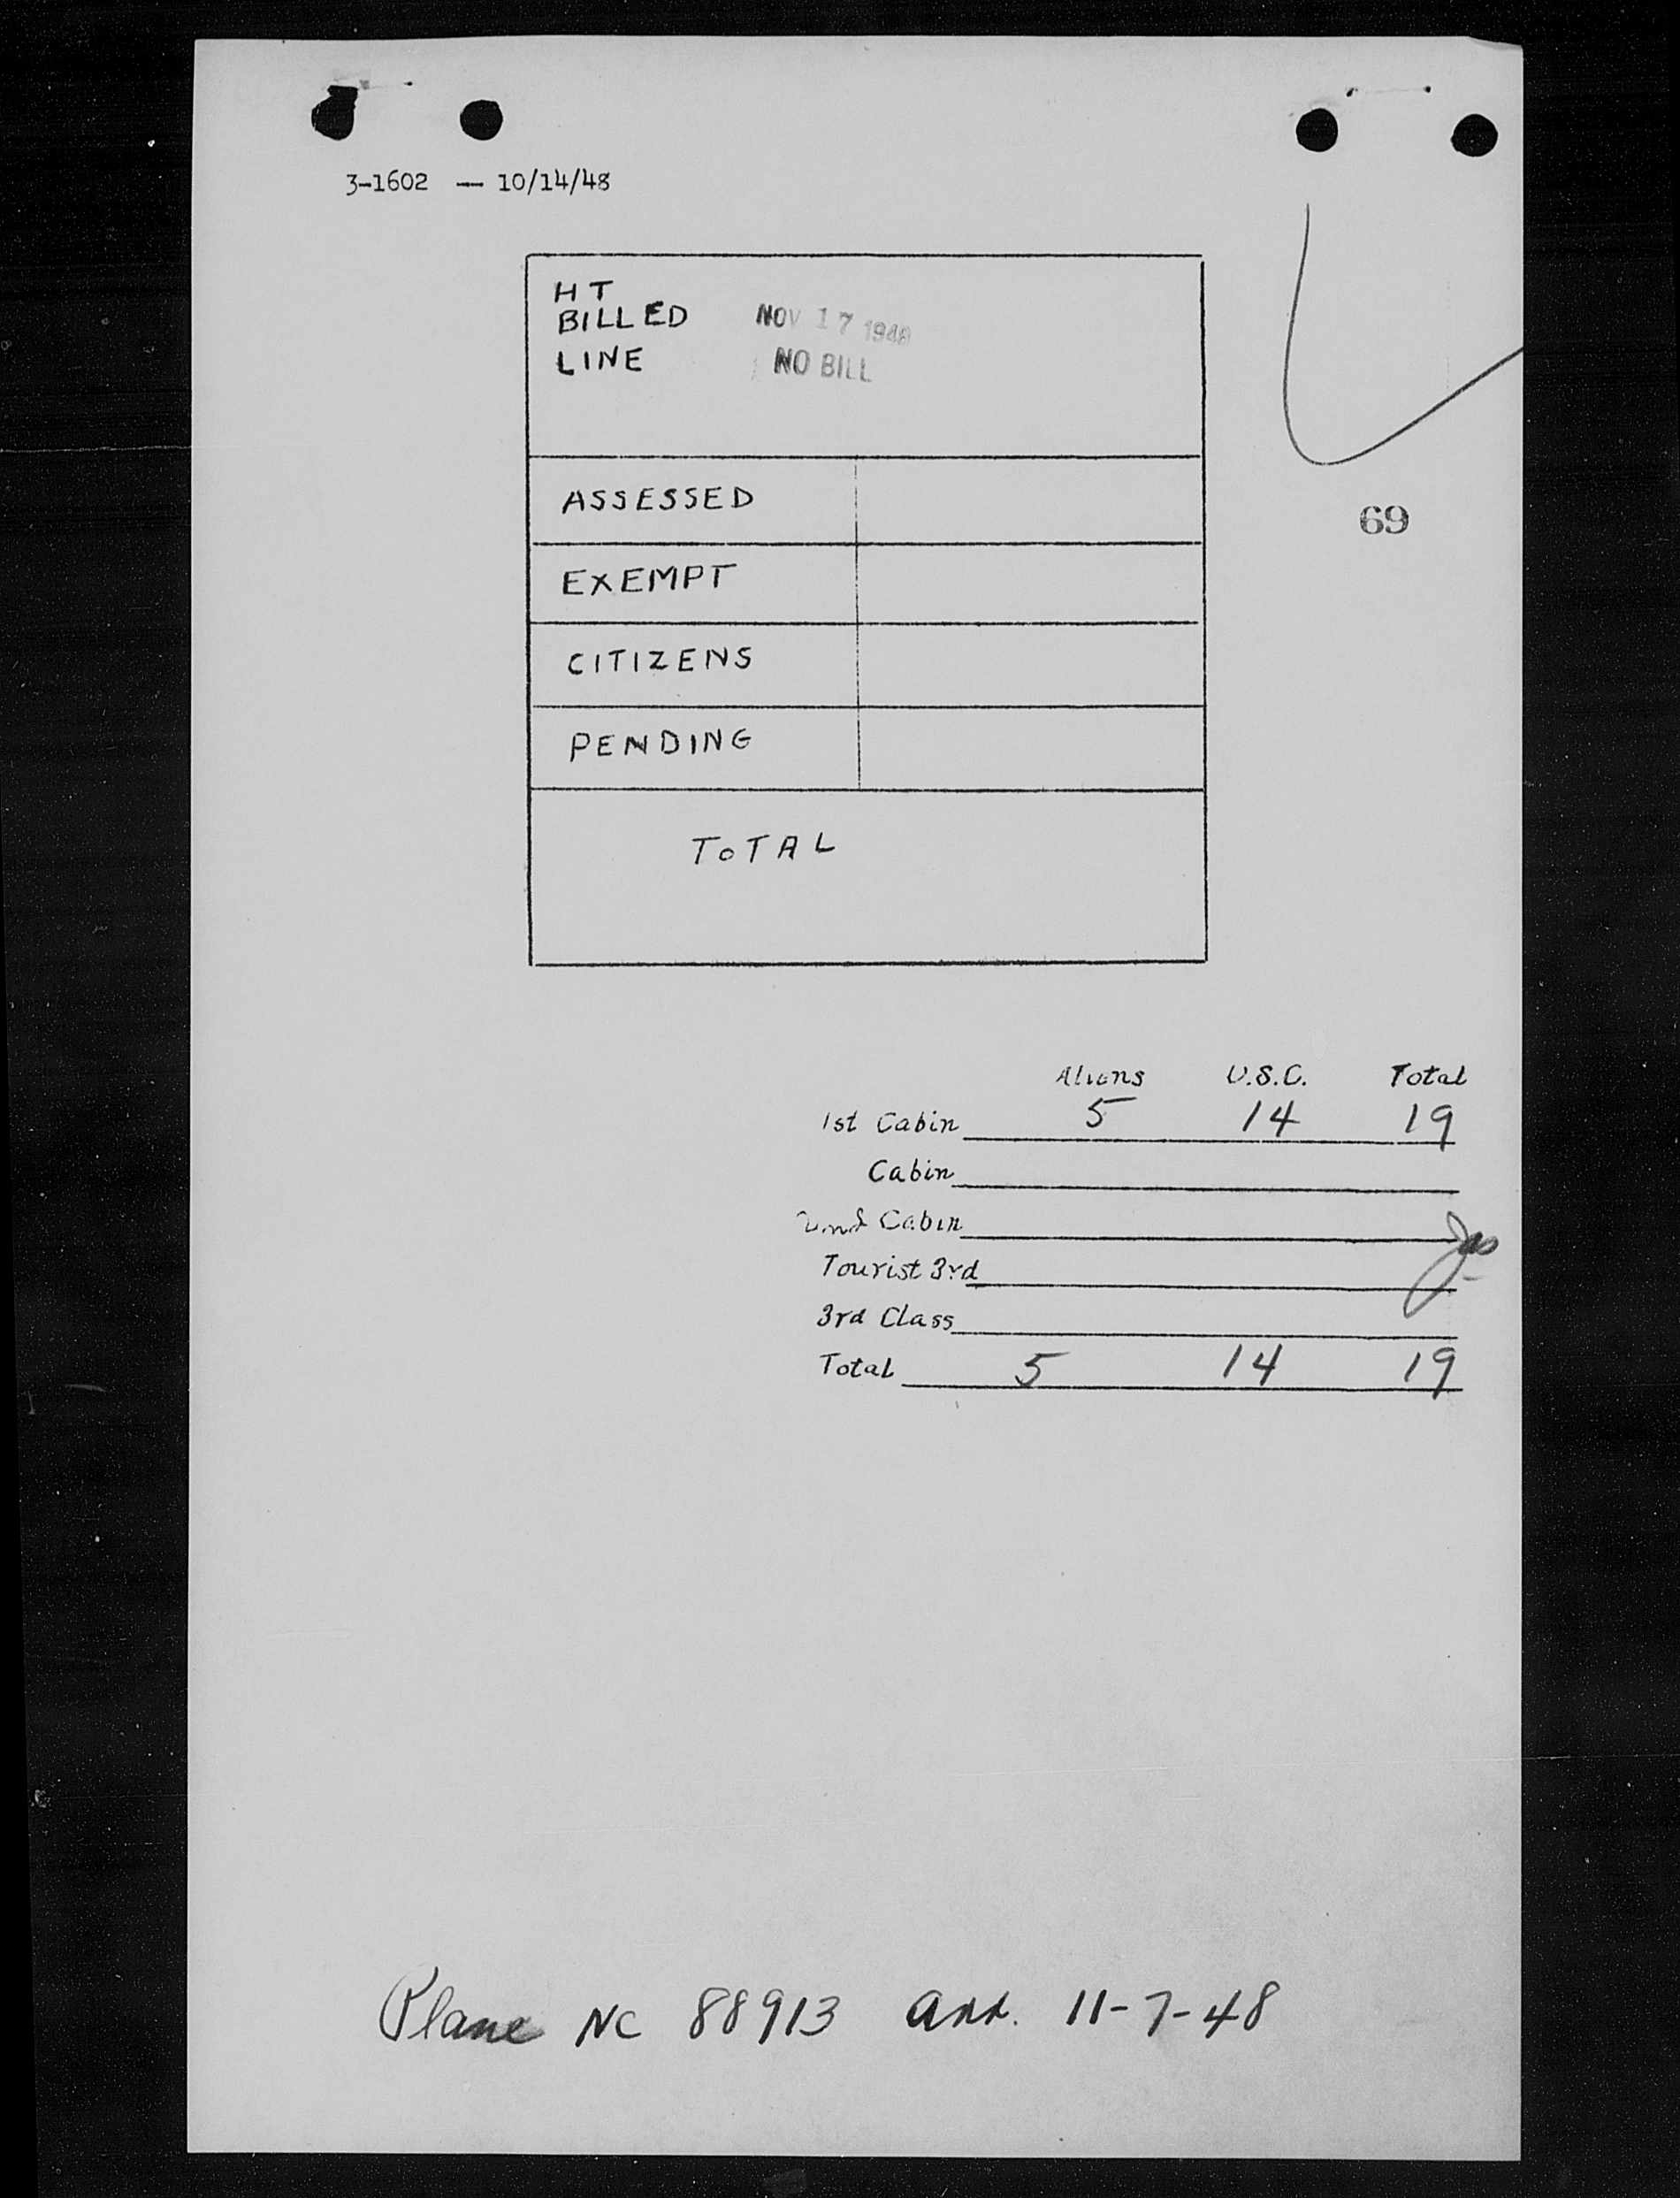 3-1602 — 10/14/48
HT
BILLED NOV 17 1948
LINE NO BILL
69
ASSESSED
EXEMPT
CITIZENS
PENDING
TOTAL
Aliens U.S.C. Total
1st Cabin 5 14 19
Cabin
2nd Cabin
Tourist 3rd
3rd Class
Total 5 14 19
Plane NC 88913 arr. 11-7-48